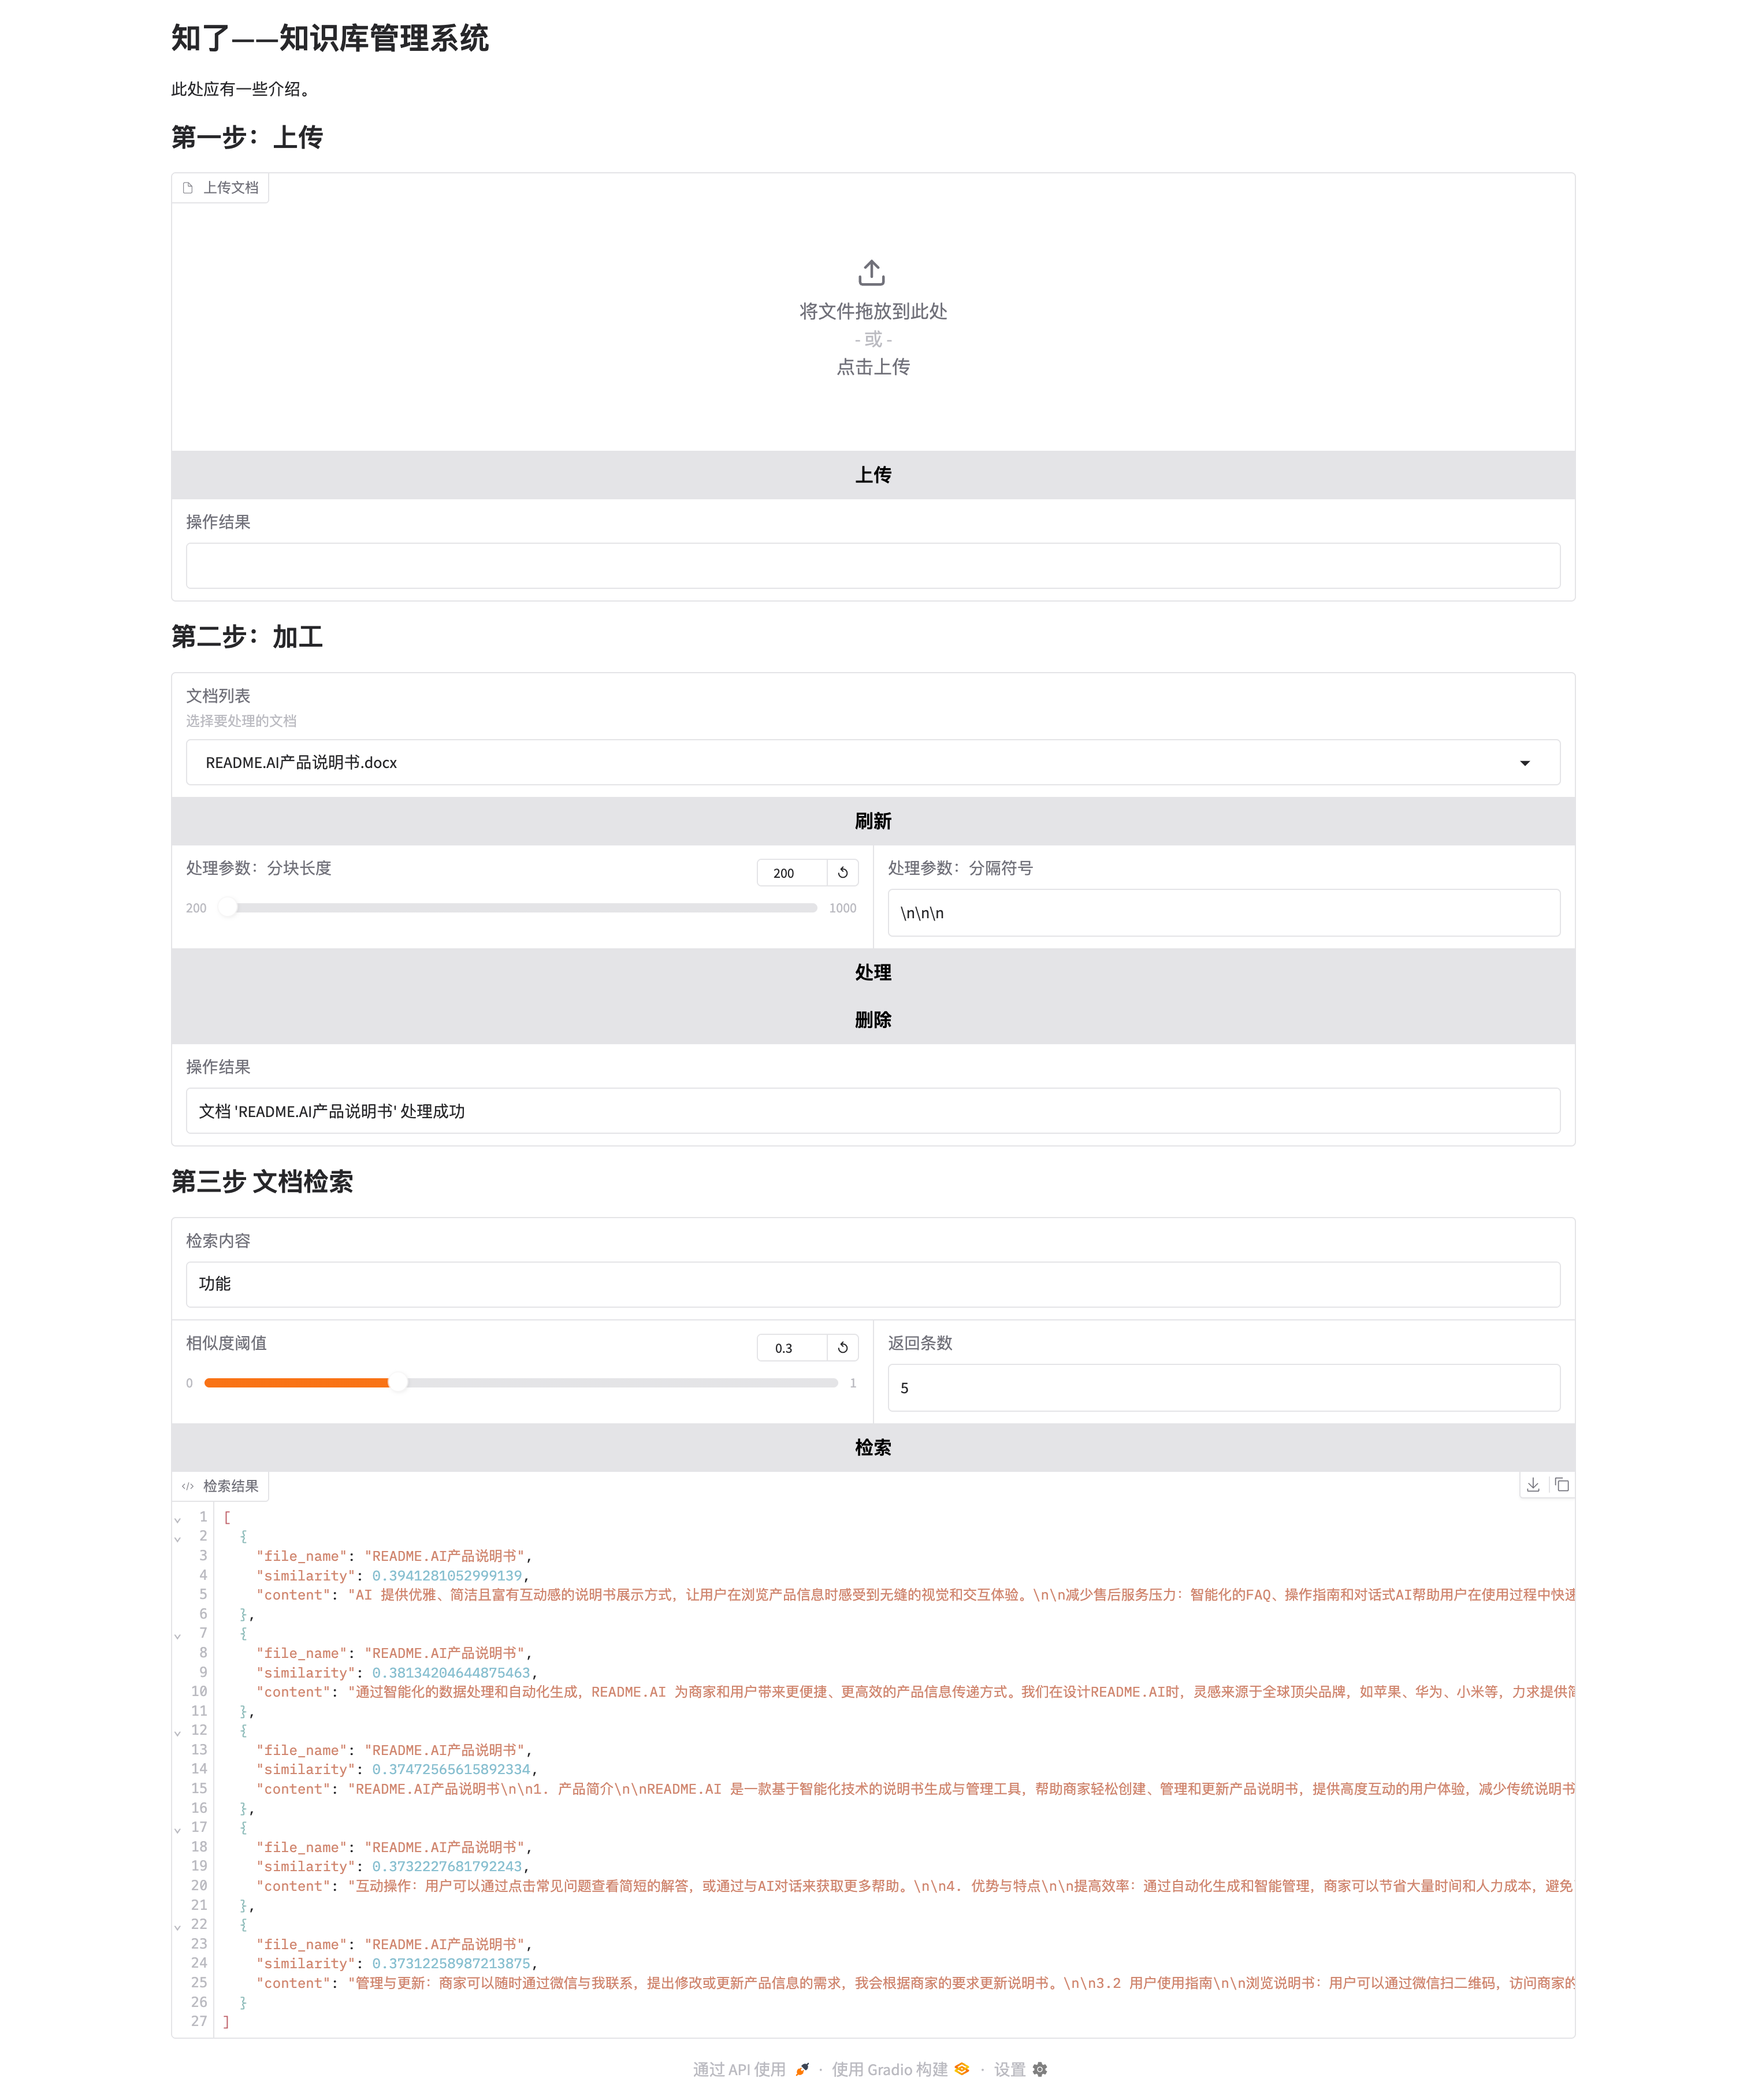 知了——知识库管理系统
此处应有一些介绍。
第一步：上传
上传文档
将文件拖放到此处
- 或 -
点击上传
上传
操作结果
第二步：加工
文档列表
选择要处理的文档
README.AI产品说明书.docx
刷新
处理参数：分块长度
200
200
1000
处理参数：分隔符号
\n\n\n
处理
删除
操作结果
文档 'README.AI产品说明书' 处理成功
第三步 文档检索
检索内容
功能
相似度阈值
0.3
0
1
返回条数
5
检索
检索结果
1 [
2 {
3 "file_name": "README.AI产品说明书",
4 "similarity": 0.3941281052999139,
5 "content": "AI 提供优雅、简洁且富有互动感的说明书展示方式，让用户在浏览产品信息时感受到无缝的视觉和交互体验。\n\n减少售后服务压力：智能化的FAQ、操作指南和对话式AI帮助用户在使用过程中快速
6 },
7 {
8 "file_name": "README.AI产品说明书",
9 "similarity": 0.38134204644875463,
10 "content": "通过智能化的数据处理和自动化生成，README.AI 为商家和用户带来更便捷、更高效的产品信息传递方式。我们在设计README.AI时，灵感来源于全球顶尖品牌，如苹果、华为、小米等，力求提供简
11 },
12 {
13 "file_name": "README.AI产品说明书",
14 "similarity": 0.37472565615892334,
15 "content": "README.AI产品说明书\n\n1. 产品简介\n\nREADME.AI 是一款基于智能化技术的说明书生成与管理工具，帮助商家轻松创建、管理和更新产品说明书，提供高度互动的用户体验，减少传统说明书
16 },
17 {
18 "file_name": "README.AI产品说明书",
19 "similarity": 0.3732227681792243,
20 "content": "互动操作：用户可以通过点击常见问题查看简短的解答，或通过与AI对话来获取更多帮助。\n\n4. 优势与特点\n\n提高效率：通过自动化生成和智能管理，商家可以节省大量时间和人力成本，避免
21 },
22 {
23 "file_name": "README.AI产品说明书",
24 "similarity": 0.37312258987213875,
25 "content": "管理与更新：商家可以随时通过微信与我联系，提出修改或更新产品信息的需求，我会根据商家的要求更新说明书。\n\n3.2 用户使用指南\n\n浏览说明书：用户可以通过微信扫二维码，访问商家的
26 }
27 ]
通过 API 使用 · 使用 Gradio 构建 · 设置